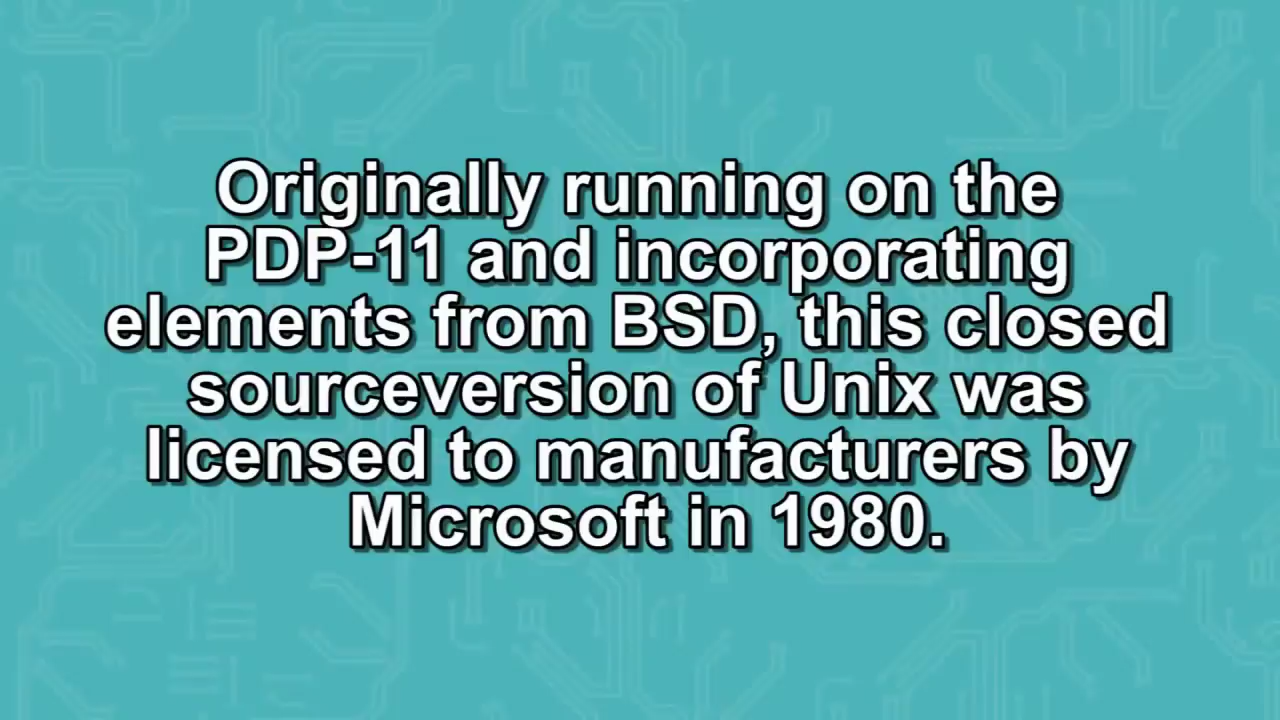 Originally running on the
PDP-11 and incorporating
elements from BSD, this closed
sourceversion of Unix was
licensed to manufacturers by
Microsoft in 1980.